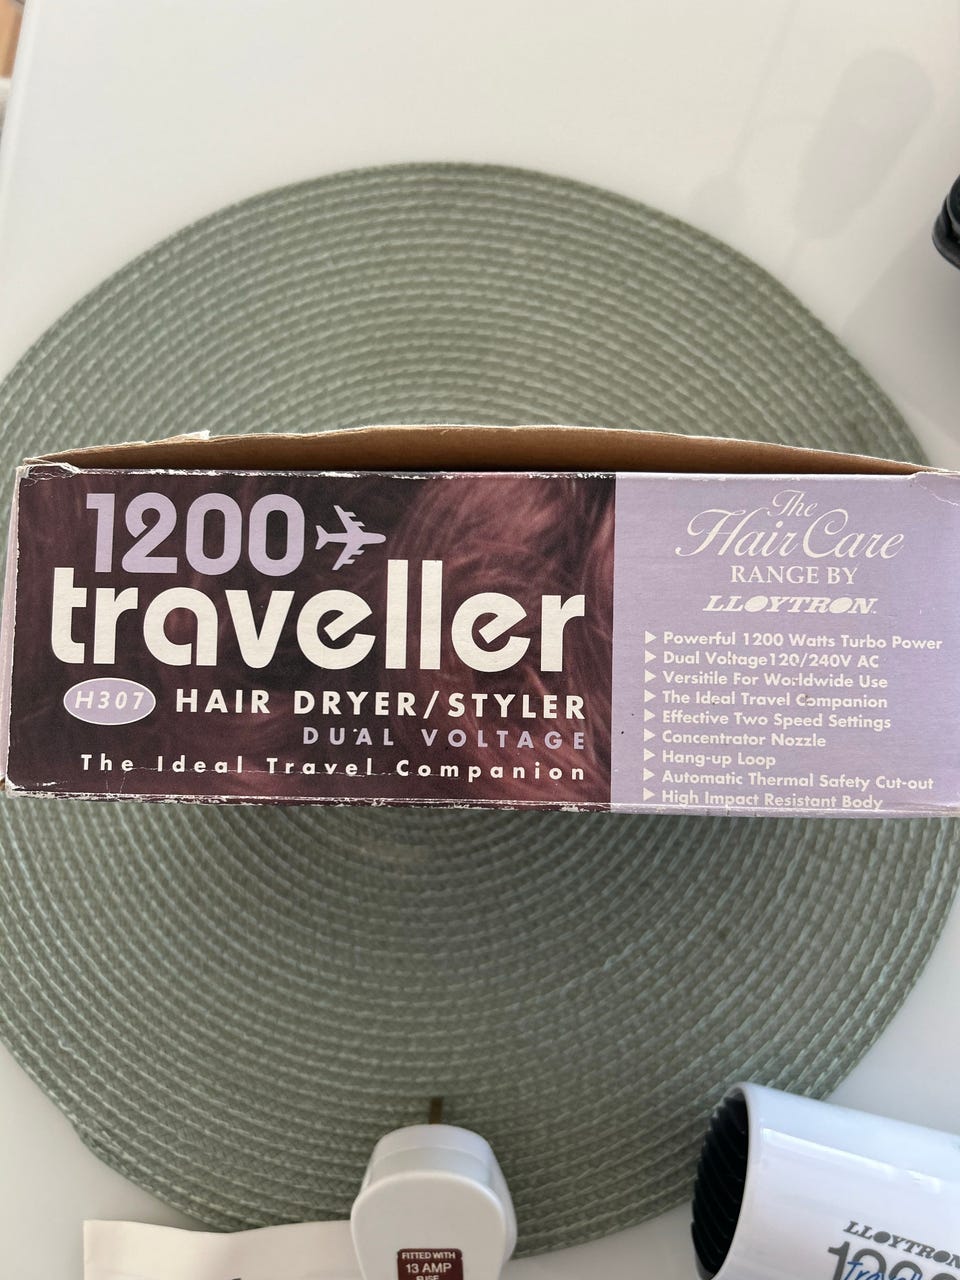 1200
traveller
H307 HAIR DRYER/STYLER
DUAL VOLTAGE
The Ideal Travel Companion
The
Hair Care
RANGE BY
LLOYTRON.
Powerful 1200 Watts Turbo Power
Dual Voltage120/240V AC
Versitile For Worldwide Use
The Ideal Travel Companion
Effective Two Speed Settings
Concentrator Nozzle
Hang-up Loop
Automatic Thermal Safety Cut-out
High Impact Resistant Body
FITTED WITH
13 AMP
FUSE
LLOYTRON